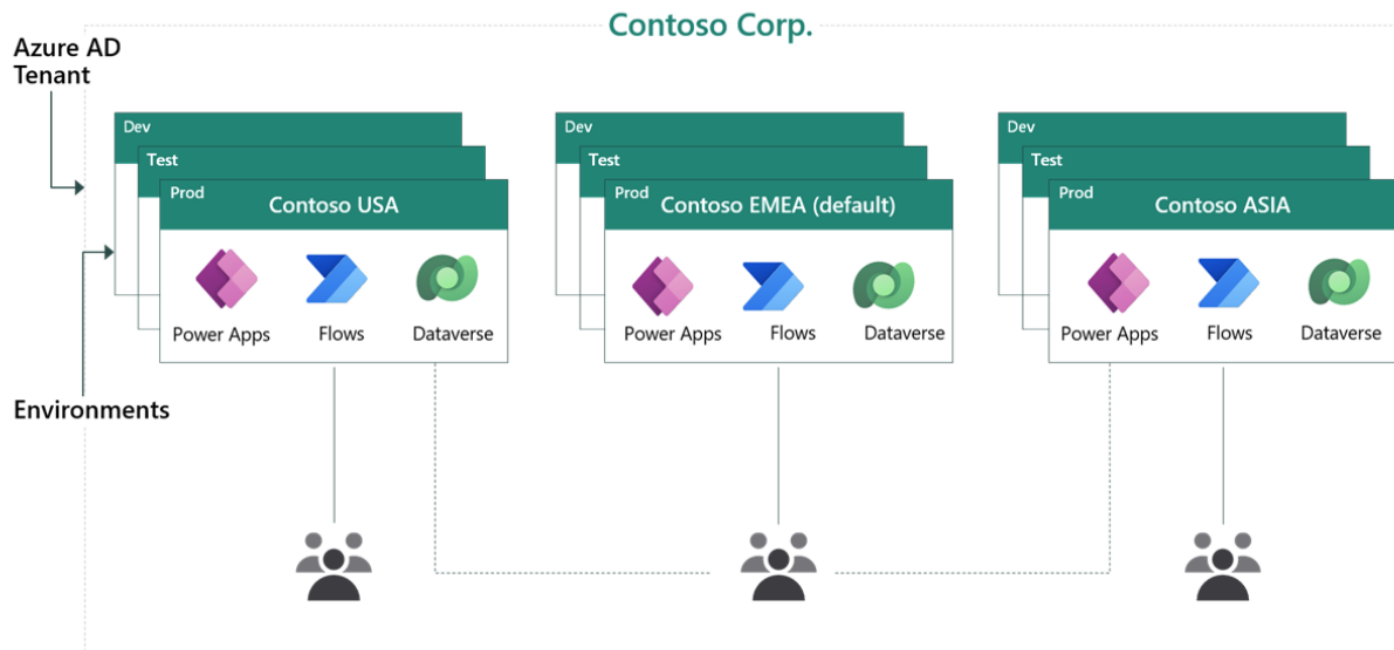 Contoso Corp.
Azure AD
Tenant
Dev
Test
Prod
Contoso USA
Power Apps
Flows
Dataverse
Dev
Test
Prod
Contoso EMEA (default)
Power Apps
Flows
Dataverse
Dev
Test
Prod
Contoso ASIA
Power Apps
Flows
Dataverse
Environments